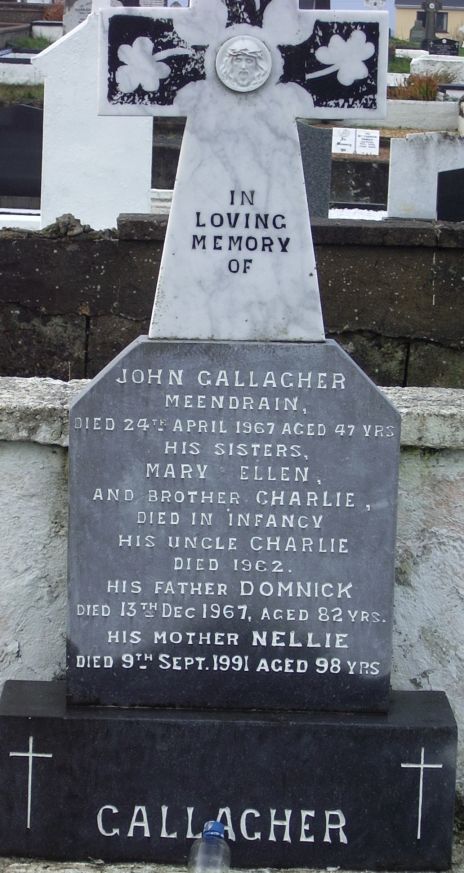 IN
LOVING
MEMORY
OF
JOHN GALLAGHER
MEENDRAIN,
DIED 24TH APRIL 1967 AGED 47 YRS
HIS SISTERS,
MARY ELLEN,
AND BROTHER CHARLIE,
DIED IN INFANCY
HIS UNCLE CHARLIE
DIED 1962.
HIS FATHER DOMNICK
DIED 13TH DEC 1967, AGED 82 YRS.
HIS MOTHER NELLIE
DIED 9TH SEPT. 1991 AGED 98 YRS
GALLAGHER